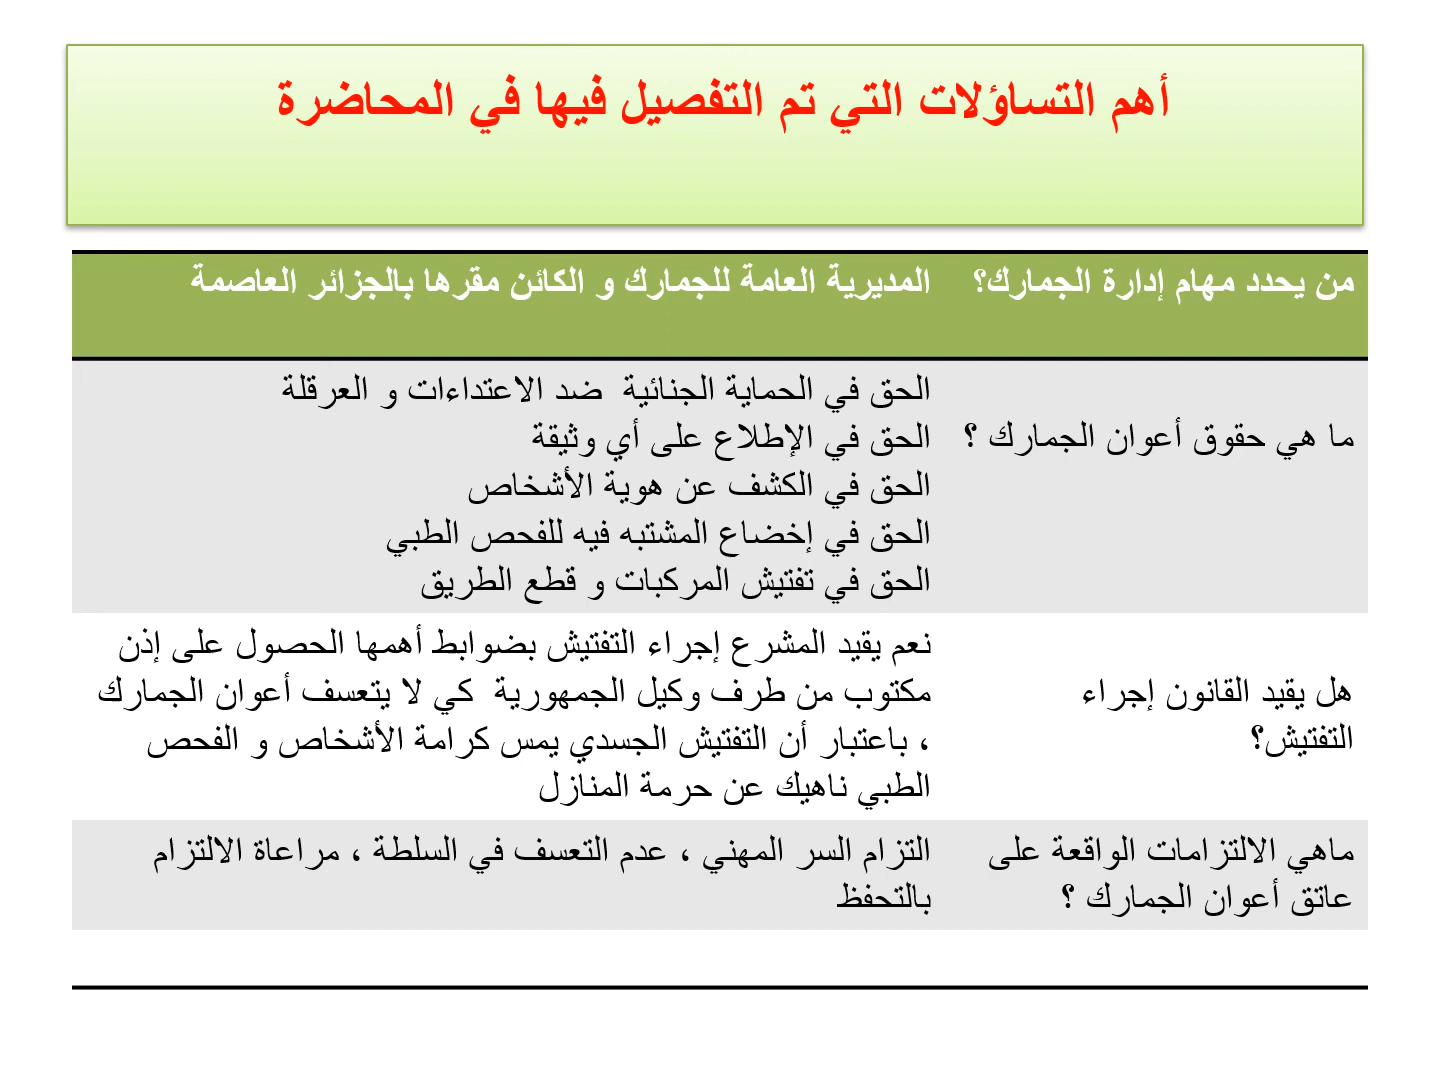 أهم التساؤلات التي تم التفصيل فيها في المحاضرة
من يحدد مهام إدارة الجمارك؟
المديرية العامة للجمارك و الكائن مقرها بالجزائر العاصمة
ما هي حقوق أعوان الجمارك ؟
الحق في الحماية الجنائية ضد الاعتداءات و العرقلة
الحق في الإطلاع على أي وثيقة
الحق في الكشف عن هوية الأشخاص
الحق في إخضاع المشتبه فيه للفحص الطبي
الحق في تفتيش المركبات و قطع الطريق
هل يقيد القانون إجراء
التفتيش؟
نعم يقيد المشرع إجراء التفتيش بضوابط أهمها الحصول على إذن
مكتوب من طرف وكيل الجمهورية كي لا يتعسف أعوان الجمارك
، باعتبار أن التفتيش الجسدي يمس كرامة الأشخاص و الفحص
الطبي ناهيك عن حرمة المنازل
ماهي الالتزامات الواقعة على
عاتق أعوان الجمارك ؟
التزام السر المهني ، عدم التعسف في السلطة ، مراعاة الالتزام
بالتحفظ